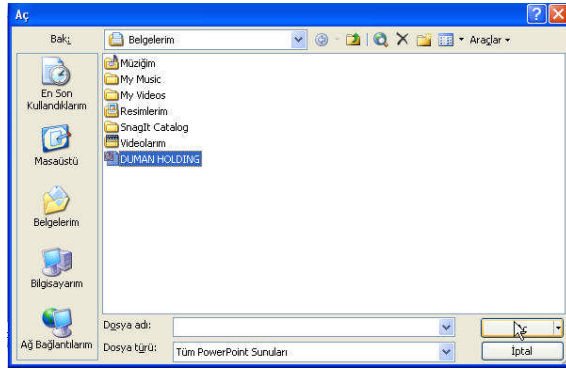 Aç
Bak:
Belgelerim
Araçlar
En Son
Kullandıklarım
Masaüstü
Belgelerim
Bilgisayarım
Ağ Bağlantılarım
Müziğim
My Music
My Videos
Resimlerim
SnagIt Catalog
Videolarım
DUMAN HOLDING
Dosya adı:
Dosya türü:
Tüm PowerPoint Sunuları
İptal